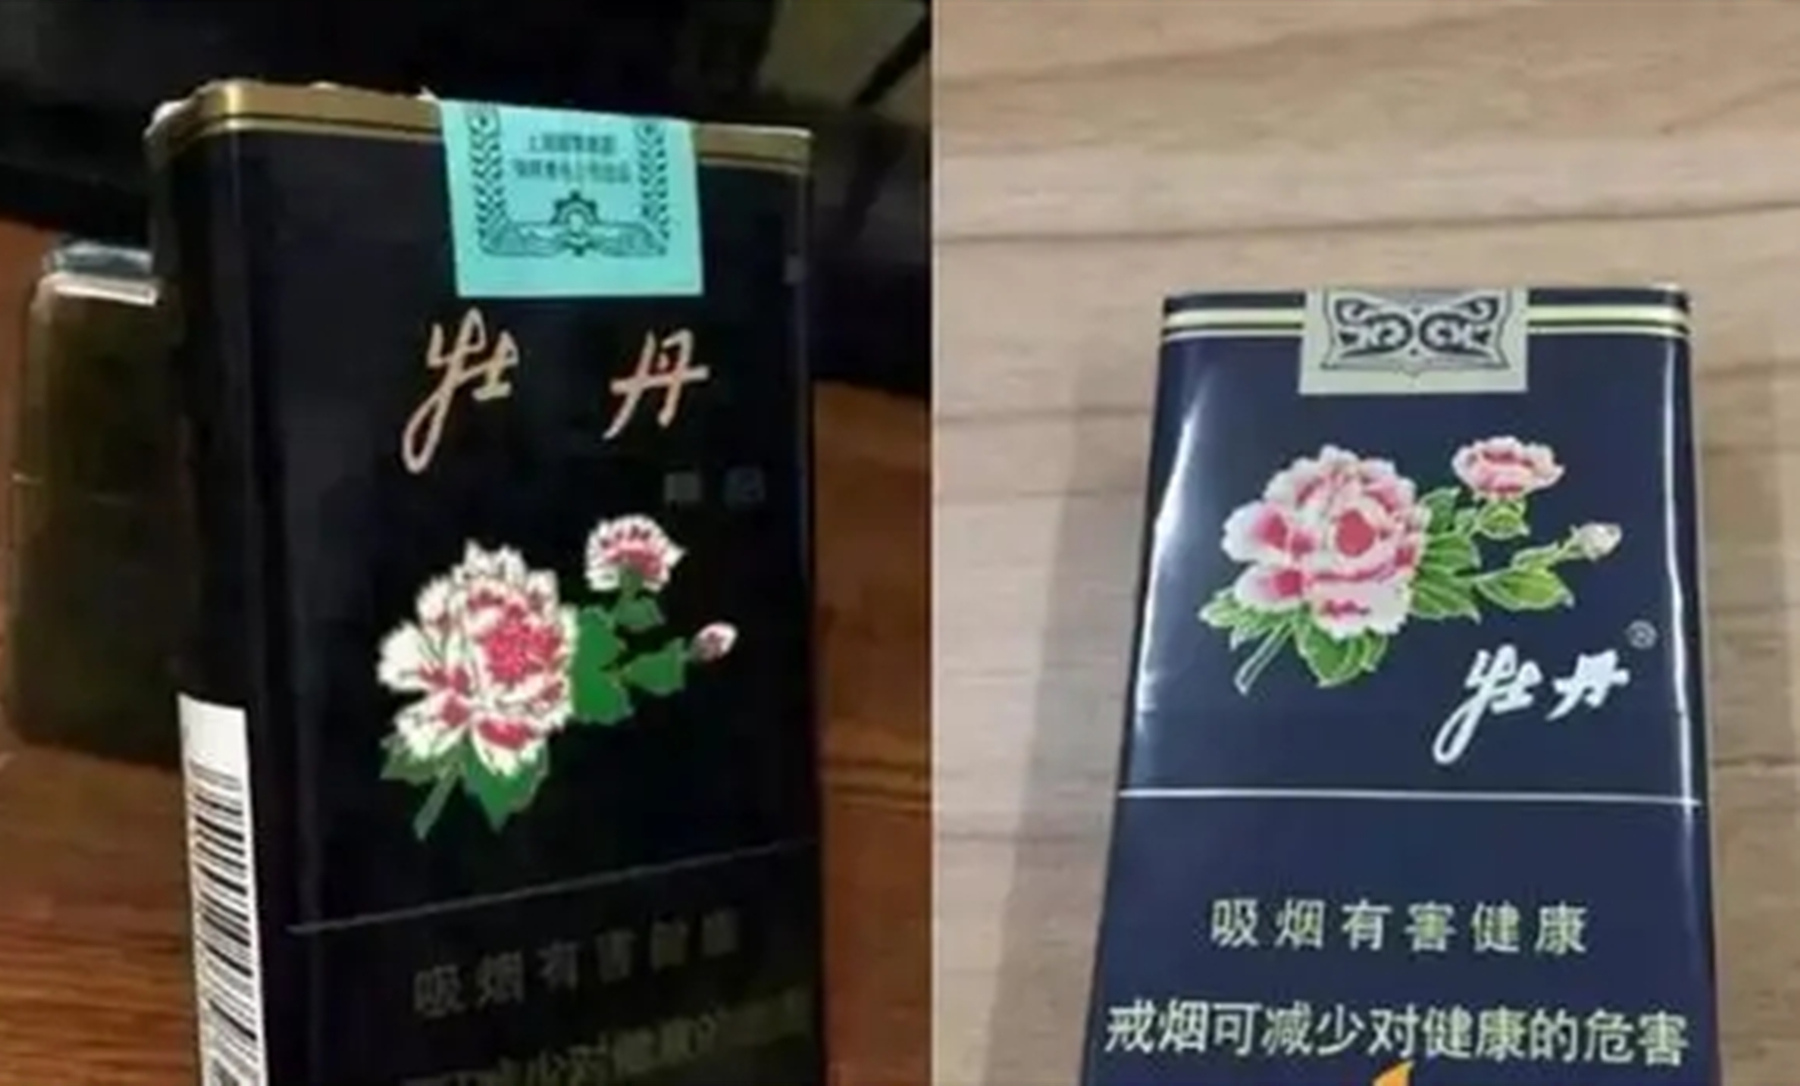 牡丹
吸烟有害健康
牡丹
®
吸烟有害健康
戒烟可减少对健康的危害